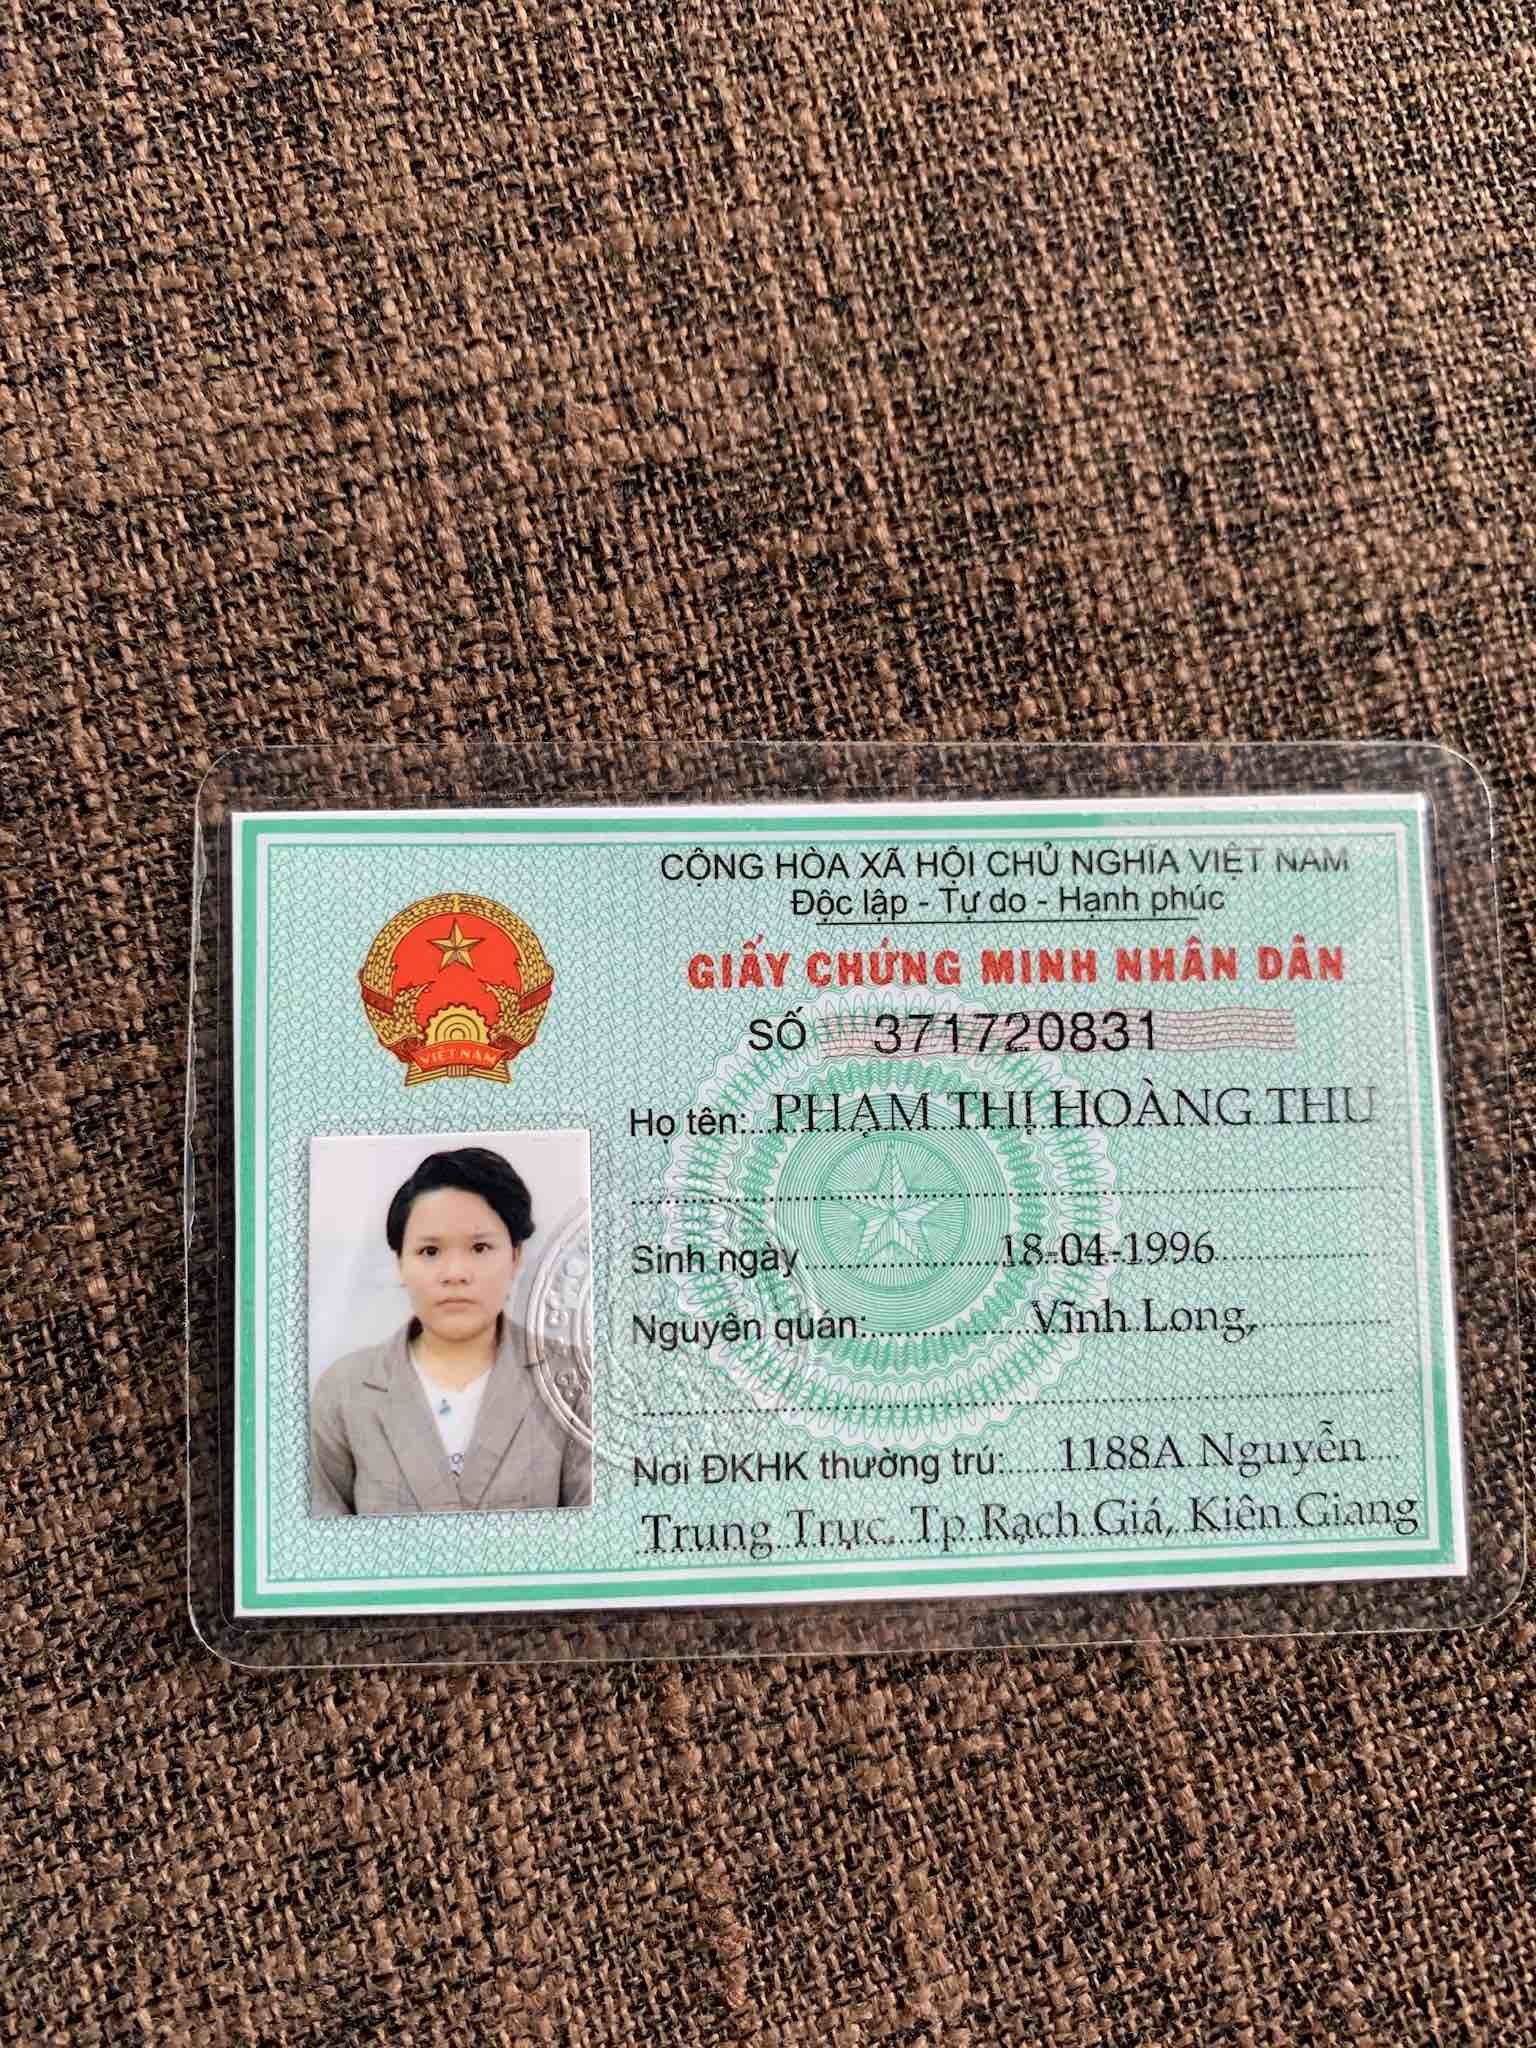 CỘNG HÒA XÃ HỘI CHỦ NGHĨA VIỆT NAM
Độc lập - Tự do - Hạnh phúc
GIẤY CHỨNG MINH NHÂN DÂN
SỐ 371720831
VIỆT NAM
Họ tên: PHẠM THỊ HOÀNG THU
Sinh ngày 18-04-1996
Nguyên quán: Vĩnh Long,
Nơi ĐKHK thường trú: 1188A Nguyễn
Trung Trực, Tp Rạch Giá, Kiên Giang